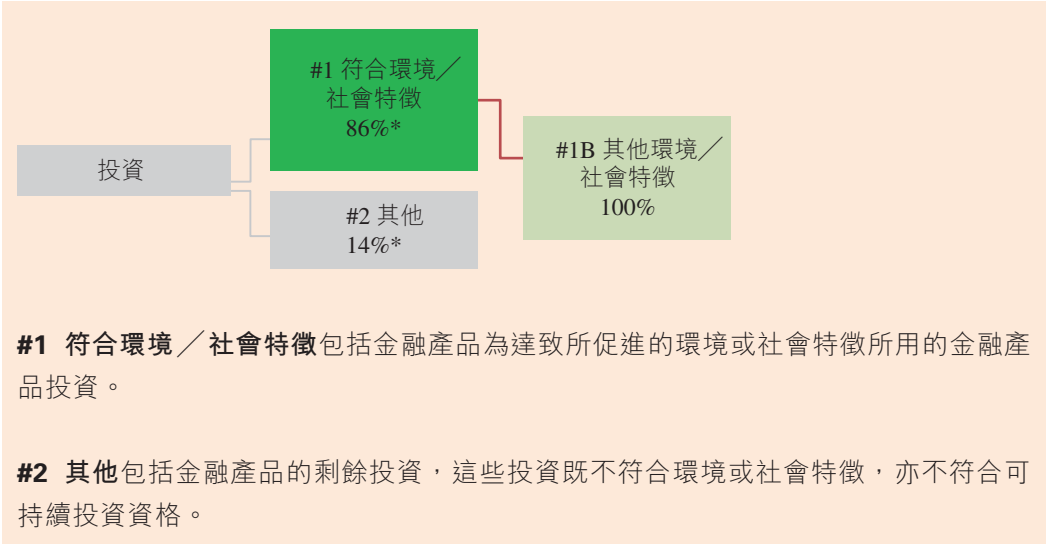 #1 符合環境╱
社會特徵
86%*
#1B 其他環境╱
社會特徵
100%
投資
#2 其他
14%*
#1 符合環境╱社會特徵包括金融產品為達致所促進的環境或社會特徵所用的金融產
品投資。
#2 其他包括金融產品的剩餘投資，這些投資既不符合環境或社會特徵，亦不符合可
持續投資資格。